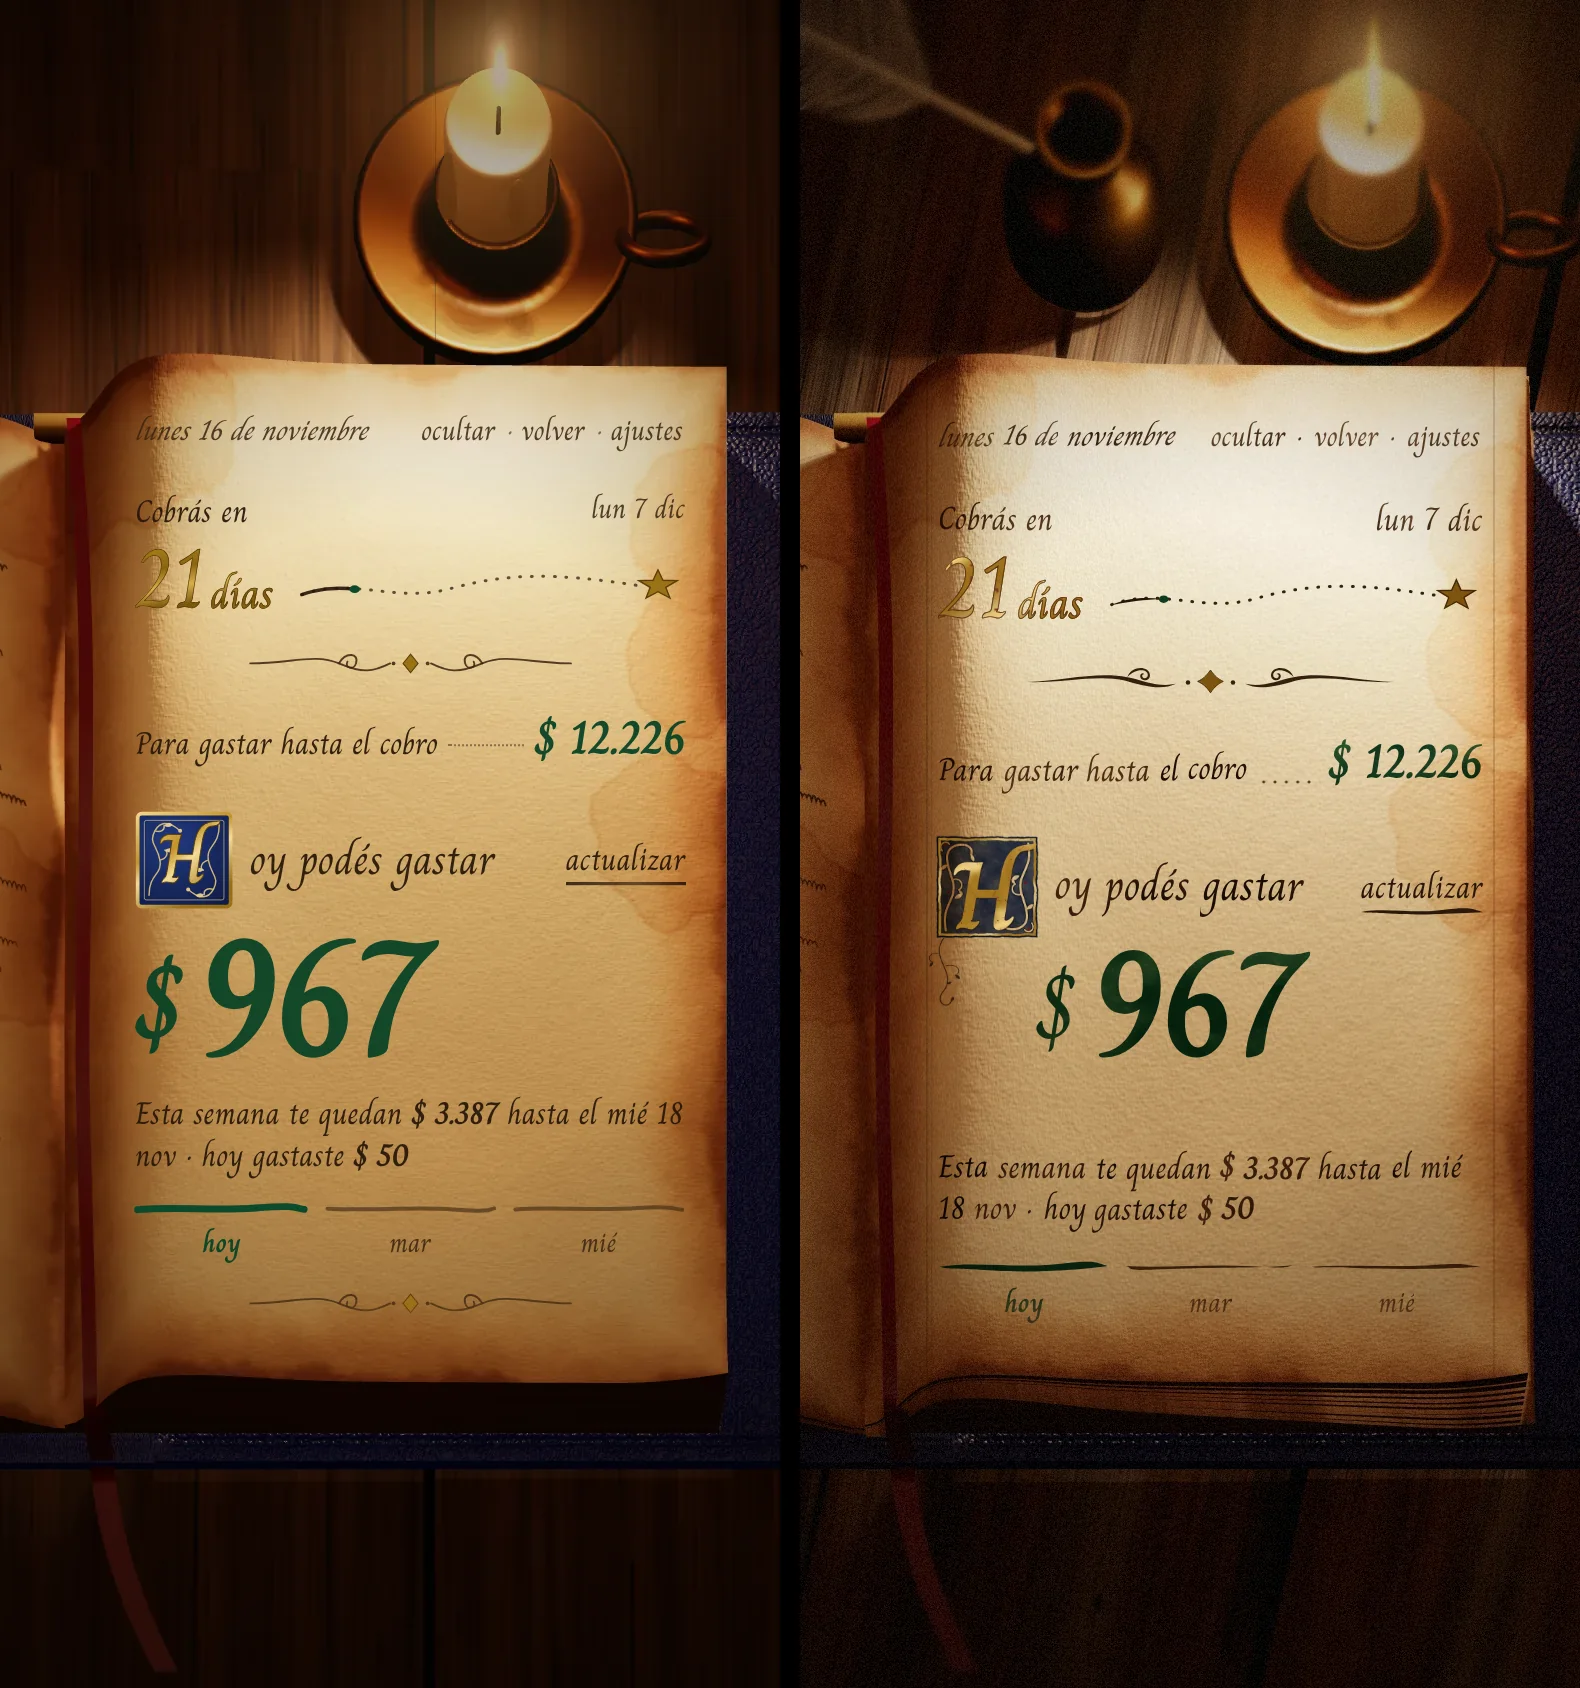 lunes 16 de noviembre ocultar · volver · ajustes
Cobrás en lun 7 dic
21 días
Para gastar hasta el cobro $ 12.226
Hoy podés gastar actualizar
$ 967
Esta semana te quedan $ 3.387 hasta el mié 18
nov · hoy gastaste $ 50
hoy mar mié
lunes 16 de noviembre ocultar · volver · ajustes
Cobrás en lun 7 dic
21 días
Para gastar hasta el cobro ..... $ 12.226
Hoy podés gastar actualizar
$ 967
Esta semana te quedan $ 3.387 hasta el mié
18 nov · hoy gastaste $ 50
hoy mar mié